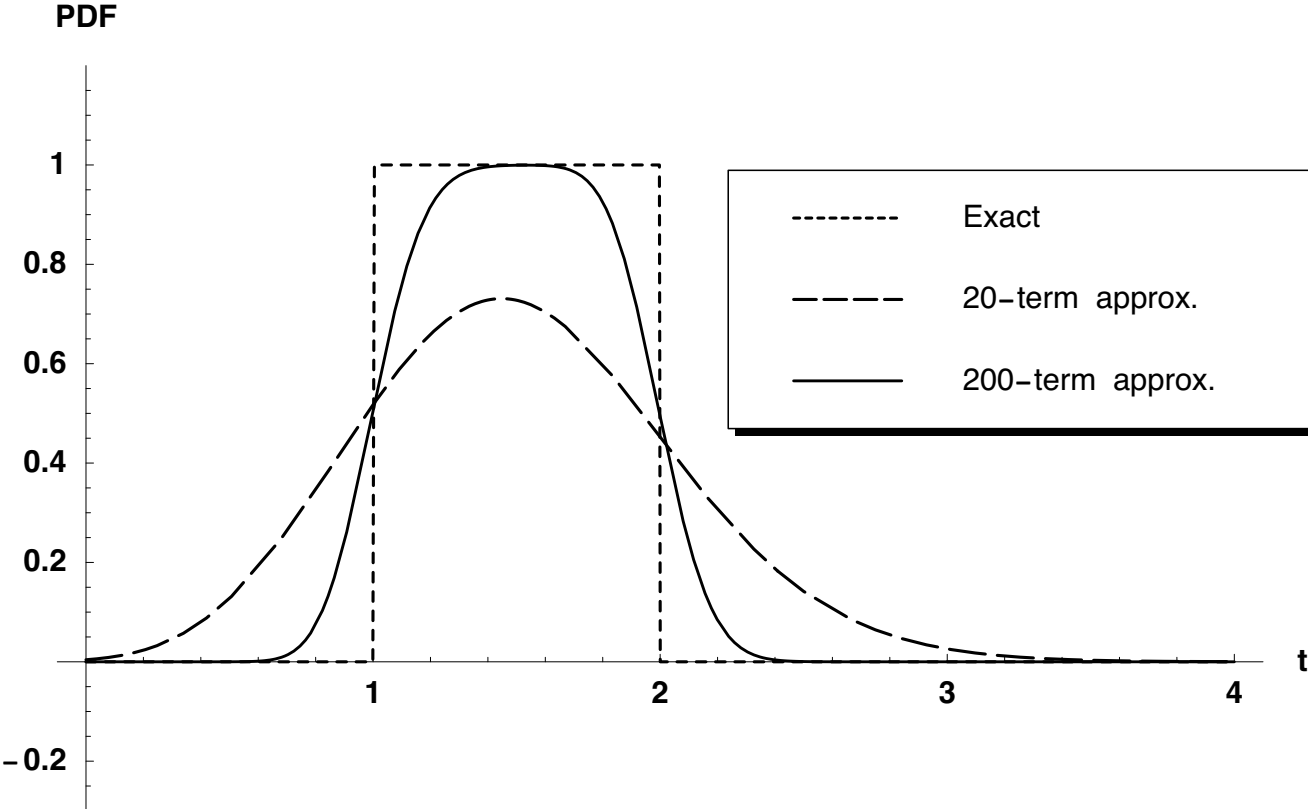 PDF
1
0.8
0.6
0.4
0.2
−0.2
1 2 3 4 t
Exact
20−term approx.
200−term approx.